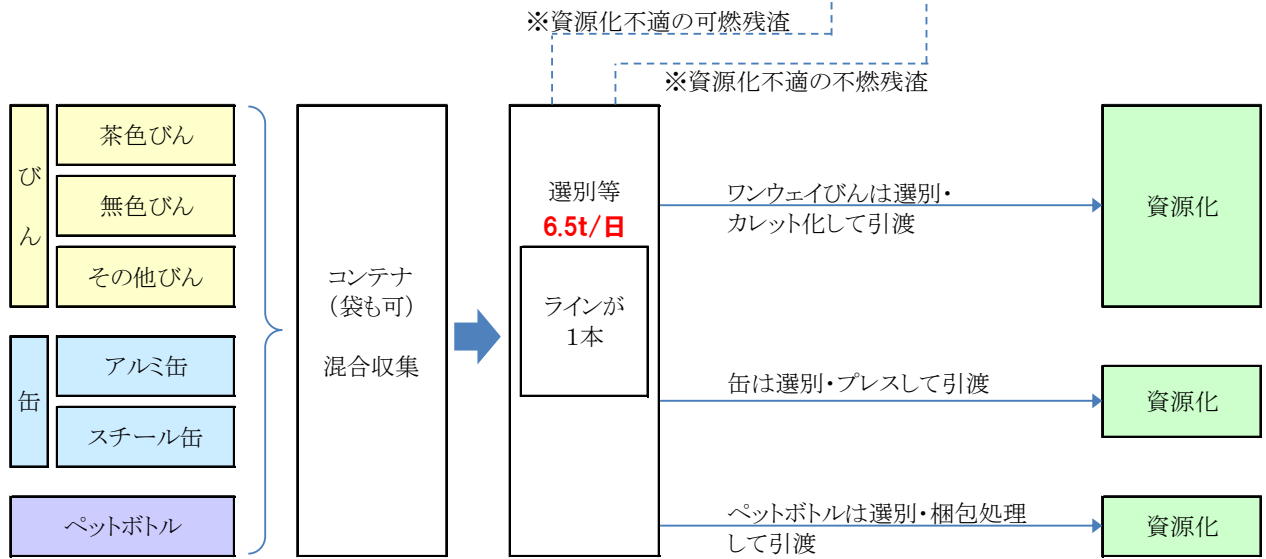 ※資源化不適の可燃残渣
※資源化不適の不燃残渣
びん
茶色びん
無色びん
その他びん
缶
アルミ缶
スチール缶
ペットボトル
コンテナ
（袋も可）
混合収集
選別等
6.5t/日
ラインが
1本
ワンウェイびんは選別・
カレット化して引渡
資源化
缶は選別・プレスして引渡
資源化
ペットボトルは選別・梱包処理
して引渡
資源化